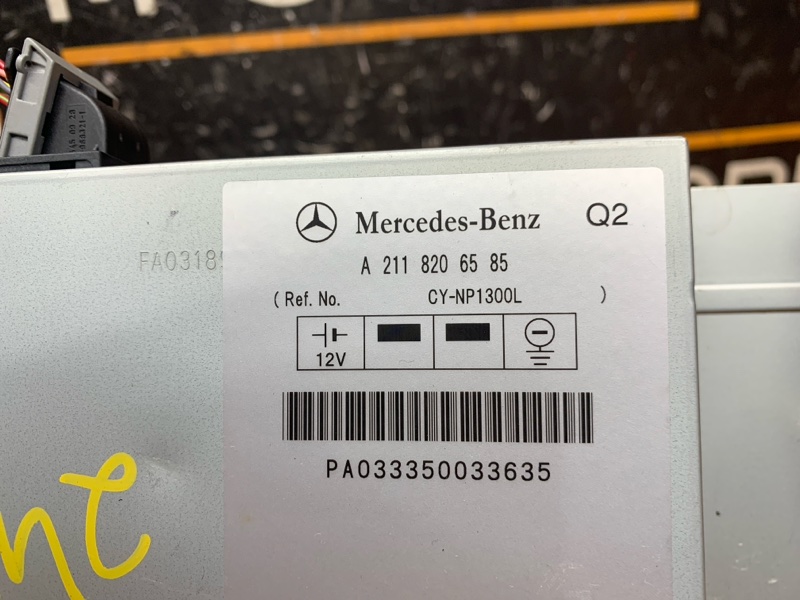 Mercedes-Benz Q2
FA0318
A 211 820 65 85
(Ref. No. CY-NP1300L )
12V
PA033350033635